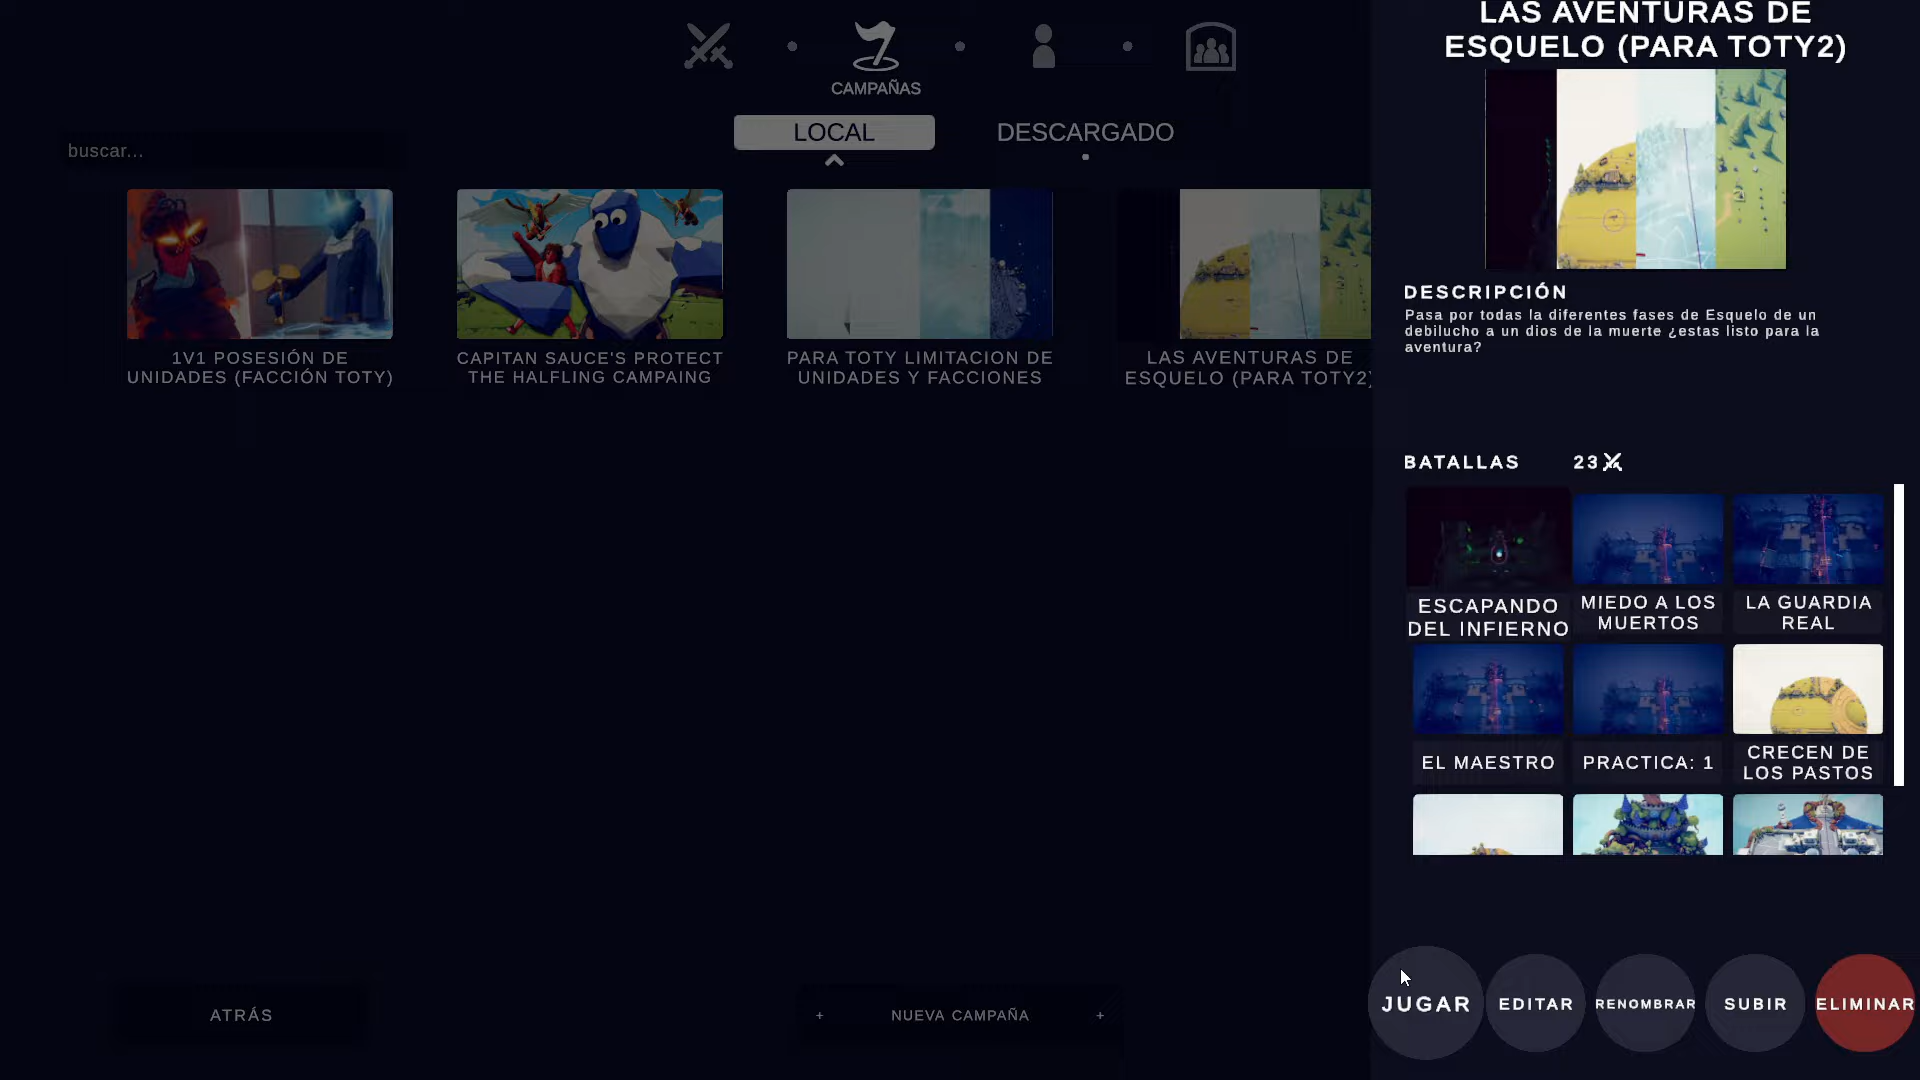 CAMPAÑAS
LOCAL
DESCARGADO
buscar...
1V1 POSESIÓN DE
UNIDADES (FACCIÓN TOTY)
CAPITAN SAUCE'S PROTECT
THE HALFLING CAMPAING
PARA TOTY LIMITACION DE
UNIDADES Y FACCIONES
LAS AVENTURAS DE
ESQUELO (PARA TOTY2)
ATRÁS
+ NUEVA CAMPAÑA +
LAS AVENTURAS DE
ESQUELO (PARA TOTY2)
DESCRIPCIÓN
Pasa por todas la diferentes fases de Esquelo de un
debilucho a un dios de la muerte ¿estas listo para la
aventura?
BATALLAS 23
ESCAPANDO
DEL INFIERNO
MIEDO A LOS
MUERTOS
LA GUARDIA
REAL
EL MAESTRO
PRACTICA: 1
CRECEN DE
LOS PASTOS
JUGAR
EDITAR
RENOMBRAR
SUBIR
ELIMINAR